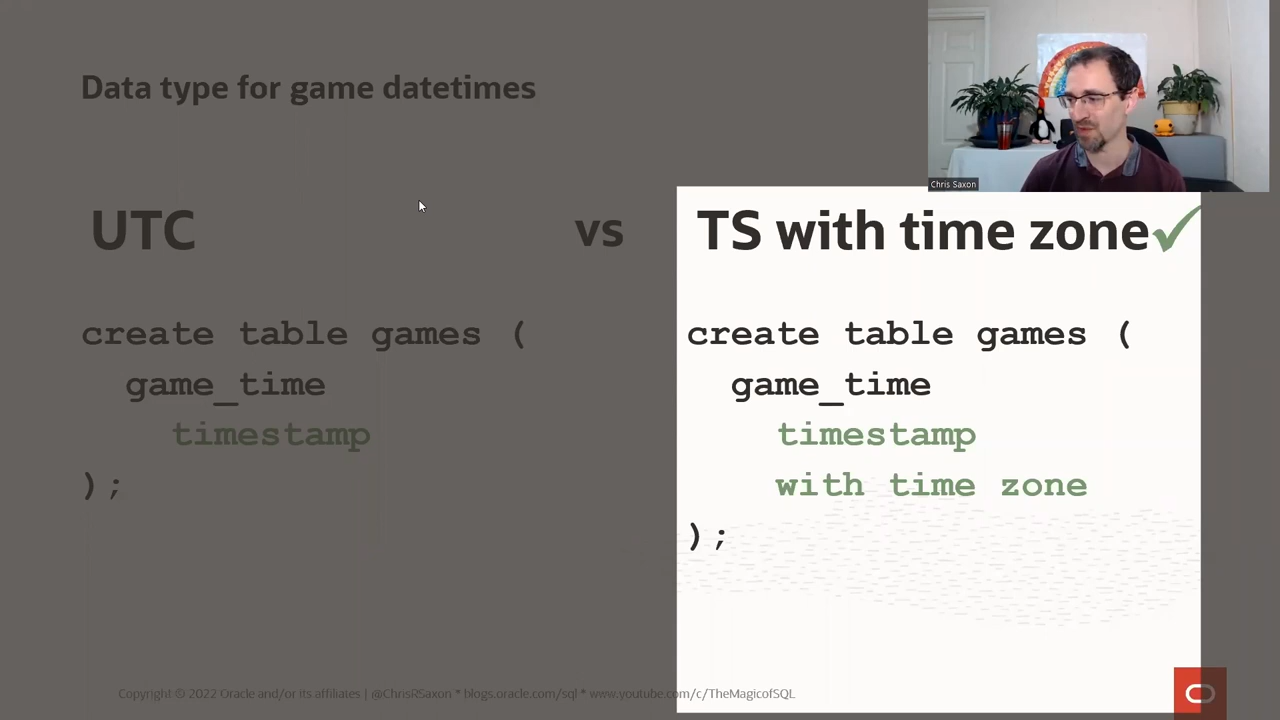 Data type for game datetimes
Chris Saxon
UTC
vs
TS with time zone✓
create table games (
game_time
timestamp
);
create table games (
game_time
timestamp
with time zone
);
Copyright © 2022 Oracle and/or its affiliates | @ChrisRSaxon * blogs.oracle.com/sql * www.youtube.com/c/TheMagicofSQL